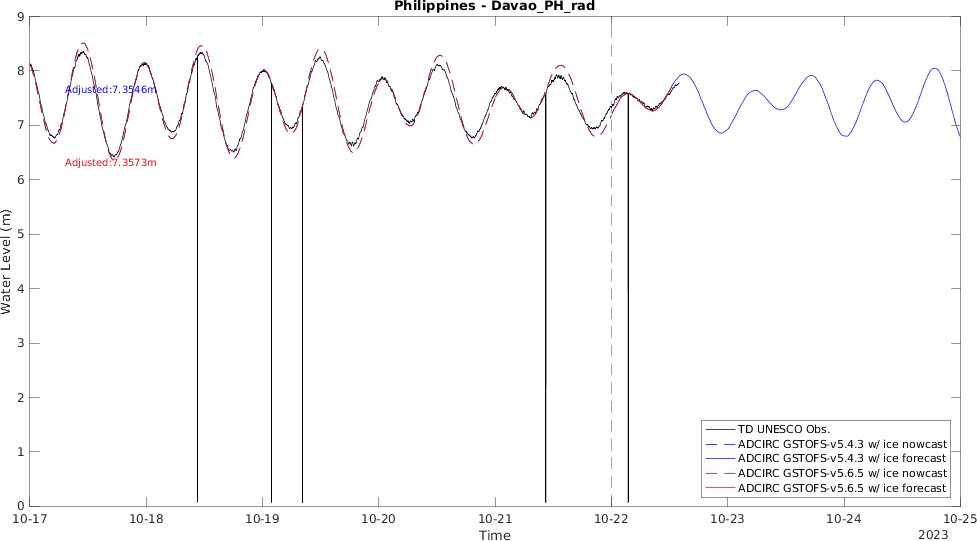 Philippines - Davao_PH_rad
9
8
7
6
5
4
3
2
1
0
Water Level (m)
Adjusted:7.3546m
Adjusted:7.3573m
TD UNESCO Obs.
ADCIRC GSTOFS-v5.4.3 w/ ice nowcast
ADCIRC GSTOFS-v5.4.3 w/ ice forecast
ADCIRC GSTOFS-v5.6.5 w/ ice nowcast
ADCIRC GSTOFS-v5.6.5 w/ ice forecast
10-17 10-18 10-19 10-20 10-21 10-22 10-23 10-24 10-25
Time
2023